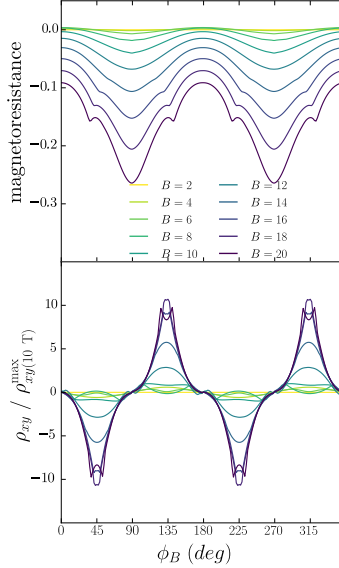 0.0
−0.1
−0.2
−0.3
magnetoresistance
B = 2
B = 4
B = 6
B = 8
B = 10
B = 12
B = 14
B = 16
B = 18
B = 20
10
5
0
−5
−10
ρxy / ρxy(10 T)^max
0 45 90 135 180 225 270 315
ϕB (deg)